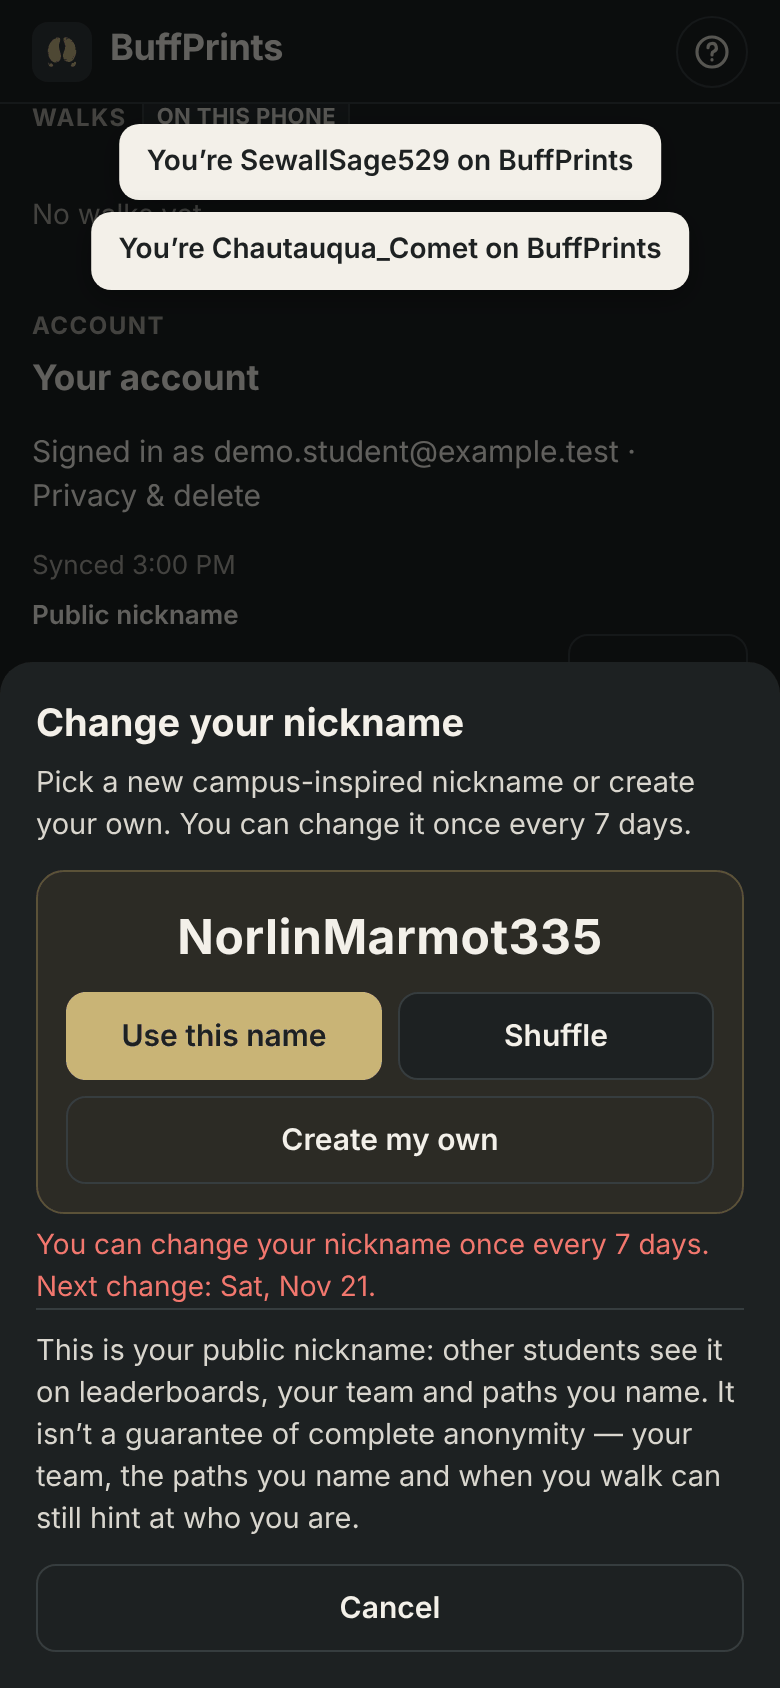 BuffPrints
WALKS ON THIS PHONE
You’re SewallSage529 on BuffPrints
No walks yet
You’re Chautauqua_Comet on BuffPrints
ACCOUNT
Your account
Signed in as demo.student@example.test ·
Privacy & delete
Synced 3:00 PM
Public nickname
Change your nickname
Pick a new campus-inspired nickname or create
your own. You can change it once every 7 days.
NorlinMarmot335
Use this name
Shuffle
Create my own
You can change your nickname once every 7 days.
Next change: Sat, Nov 21.
This is your public nickname: other students see it
on leaderboards, your team and paths you name. It
isn’t a guarantee of complete anonymity — your
team, the paths you name and when you walk can
still hint at who you are.
Cancel